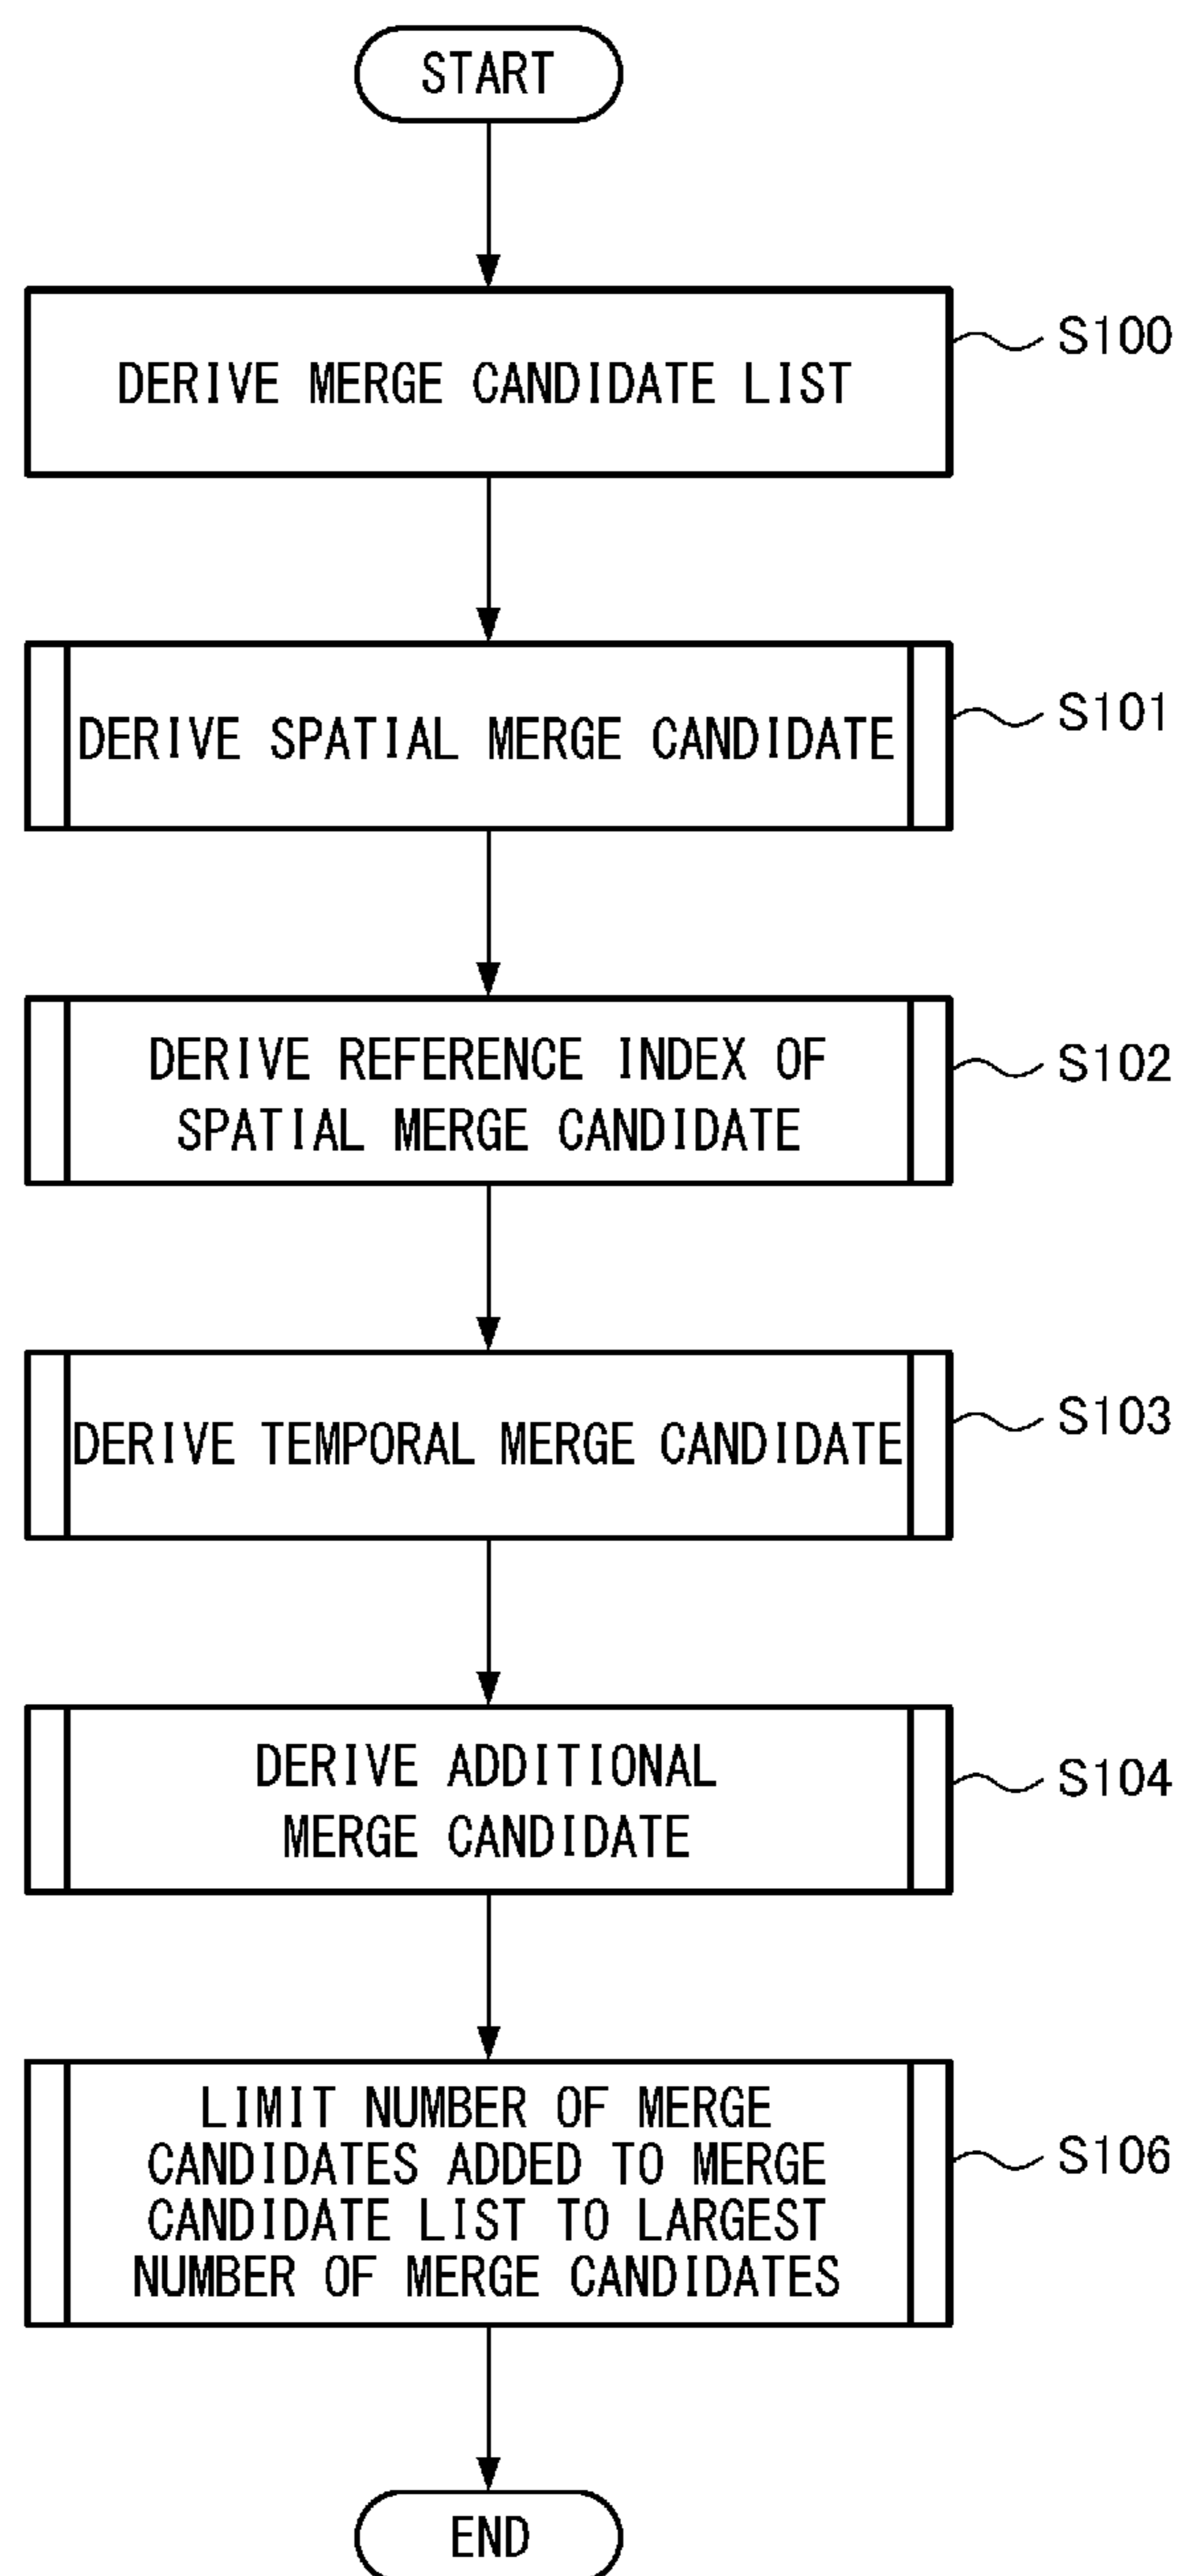 START
DERIVE MERGE CANDIDATE LIST
S100
DERIVE SPATIAL MERGE CANDIDATE
S101
DERIVE REFERENCE INDEX OF
SPATIAL MERGE CANDIDATE
S102
DERIVE TEMPORAL MERGE CANDIDATE
S103
DERIVE ADDITIONAL
MERGE CANDIDATE
S104
LIMIT NUMBER OF MERGE
CANDIDATES ADDED TO MERGE
CANDIDATE LIST TO LARGEST
NUMBER OF MERGE CANDIDATES
S106
END